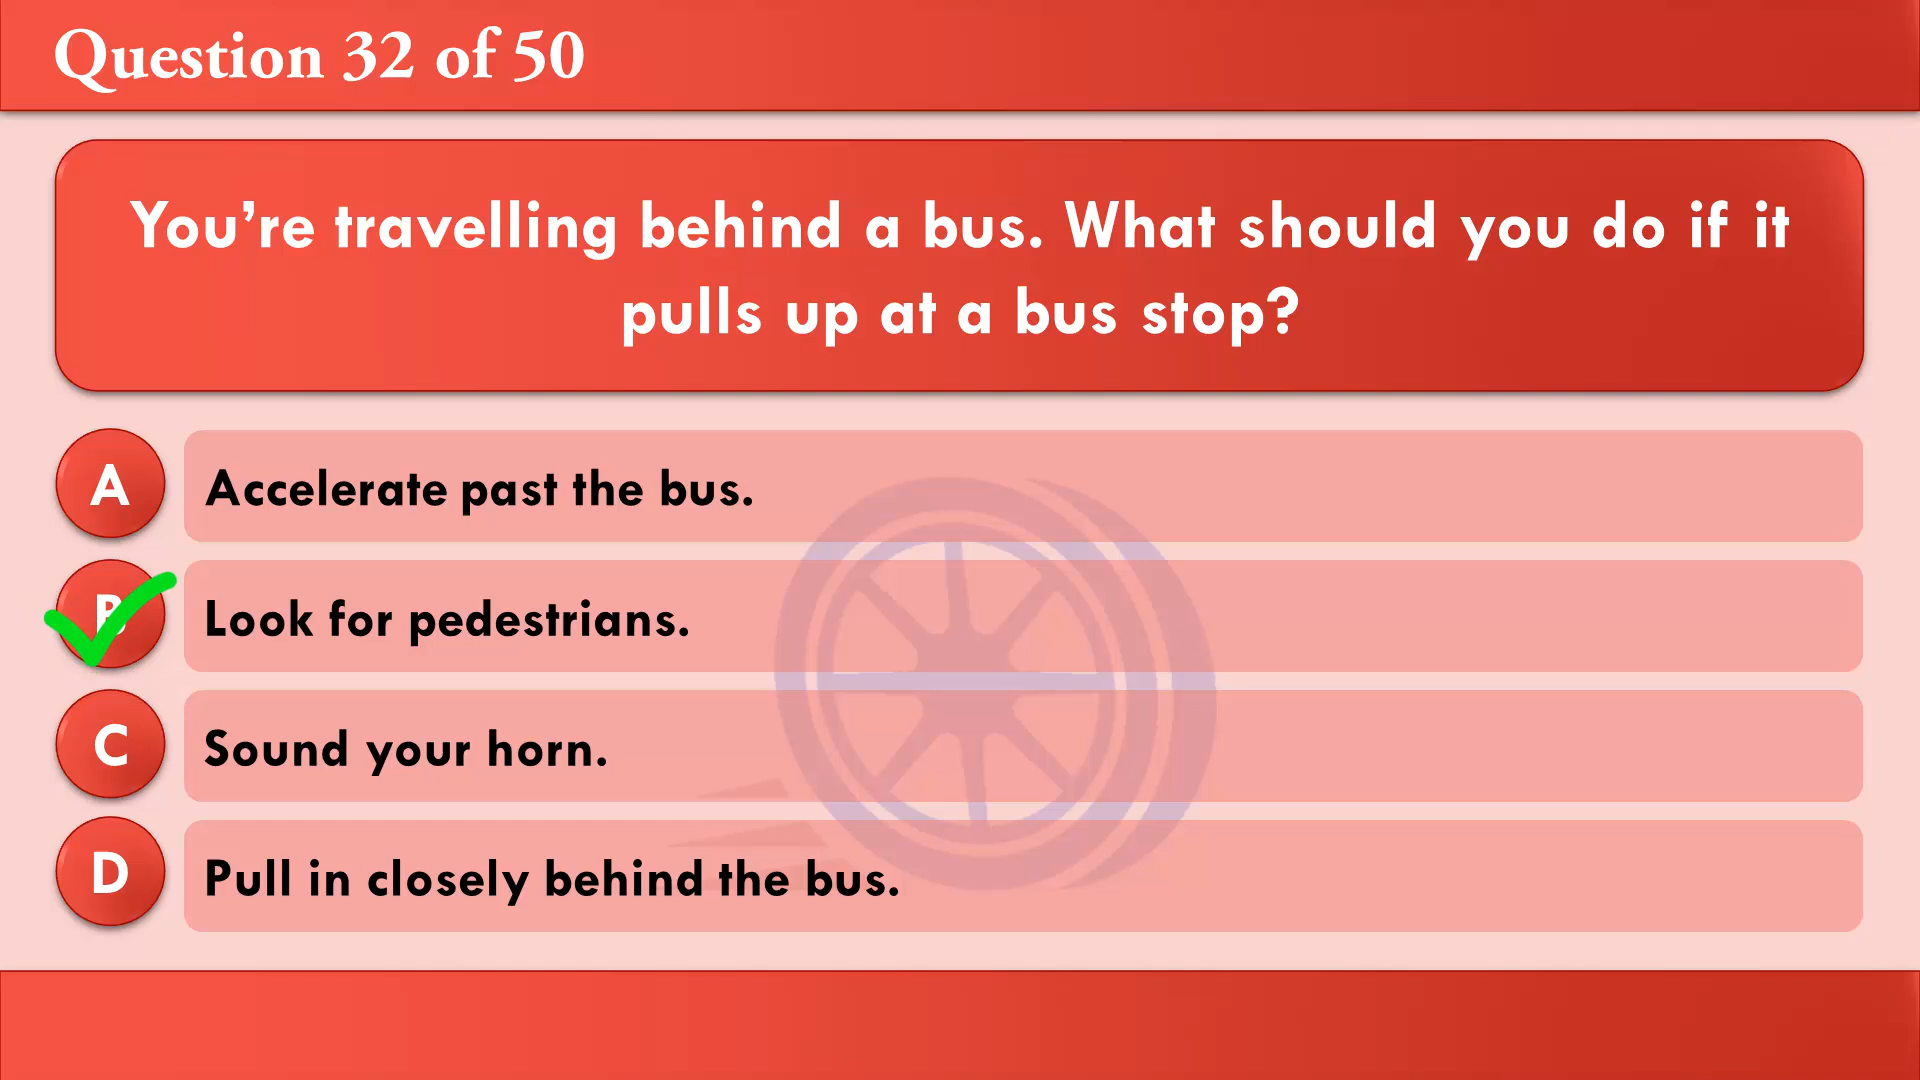 Question 32 of 50
You’re travelling behind a bus. What should you do if it
pulls up at a bus stop?
A
Accelerate past the bus.
B
Look for pedestrians.
C
Sound your horn.
D
Pull in closely behind the bus.